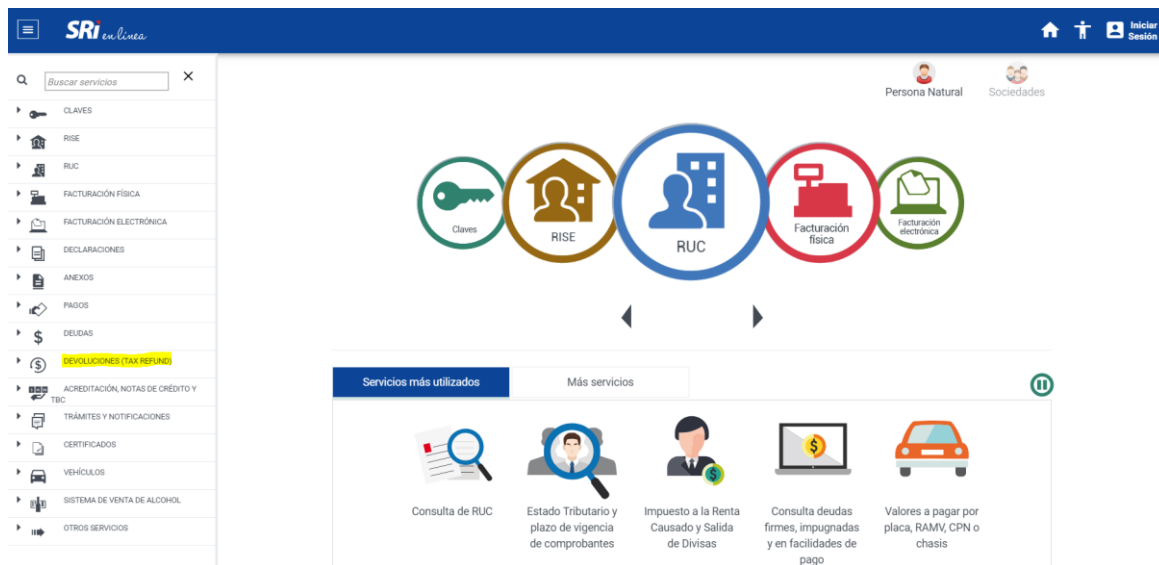 SRi en línea
Iniciar
Sesión
Buscar servicios
CLAVES
RISE
RUC
FACTURACIÓN FÍSICA
FACTURACIÓN ELECTRÓNICA
DECLARACIONES
ANEXOS
PAGOS
DEUDAS
DEVOLUCIONES (TAX REFUND)
ACREDITACIÓN, NOTAS DE CRÉDITO Y
TBC
TRÁMITES Y NOTIFICACIONES
CERTIFICADOS
VEHÍCULOS
SISTEMA DE VENTA DE ALCOHOL
OTROS SERVICIOS
Persona Natural
Sociedades
Claves
RISE
RUC
Facturación
física
Facturación
electrónica
Servicios más utilizados
Más servicios
Consulta de RUC
Estado Tributario y
plazo de vigencia
de comprobantes
Impuesto a la Renta
Causado y Salida
de Divisas
Consulta deudas
firmes, impugnadas
y en facilidades de
pago
Valores a pagar por
placa, RAMV, CPN o
chasis